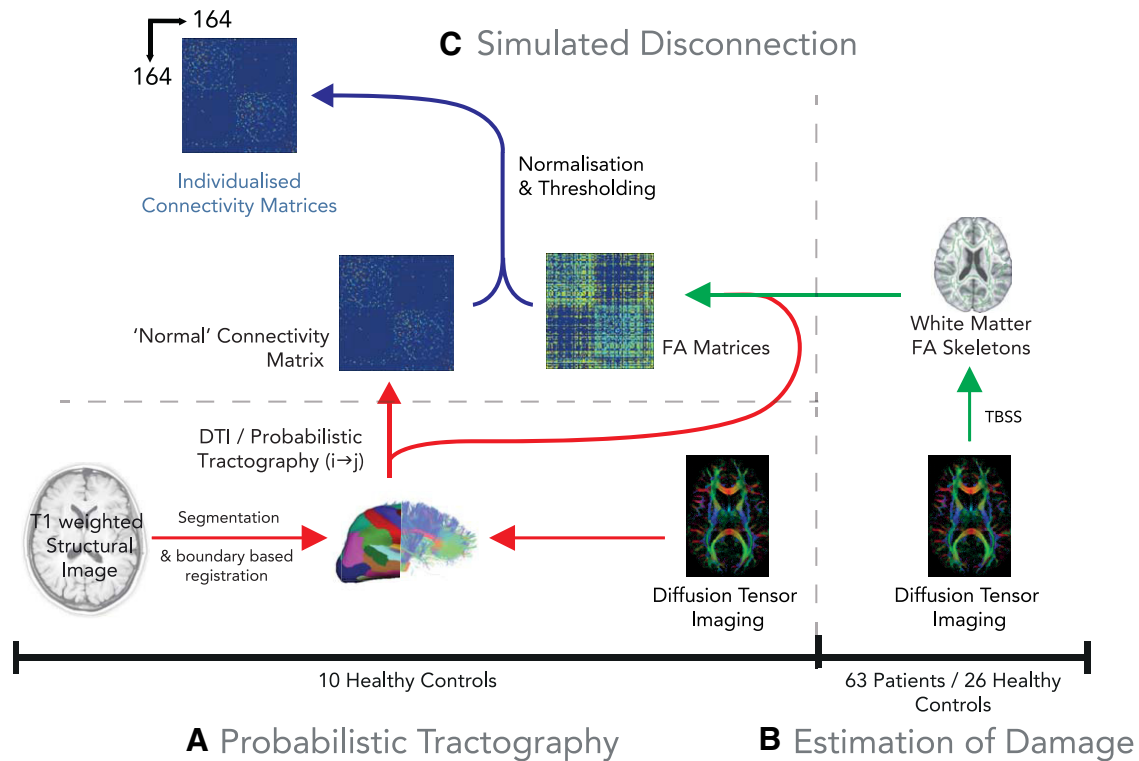 164
164
C Simulated Disconnection
Individualised
Connectivity Matrices
Normalisation
& Thresholding
'Normal' Connectivity
Matrix
FA Matrices
White Matter
FA Skeletons
TBSS
DTI / Probabilistic
Tractography (i→j)
T1 weighted
Structural
Image
Segmentation
& boundary based
registration
Diffusion Tensor
Imaging
Diffusion Tensor
Imaging
10 Healthy Controls
63 Patients / 26 Healthy
Controls
A Probabilistic Tractography
B Estimation of Damage